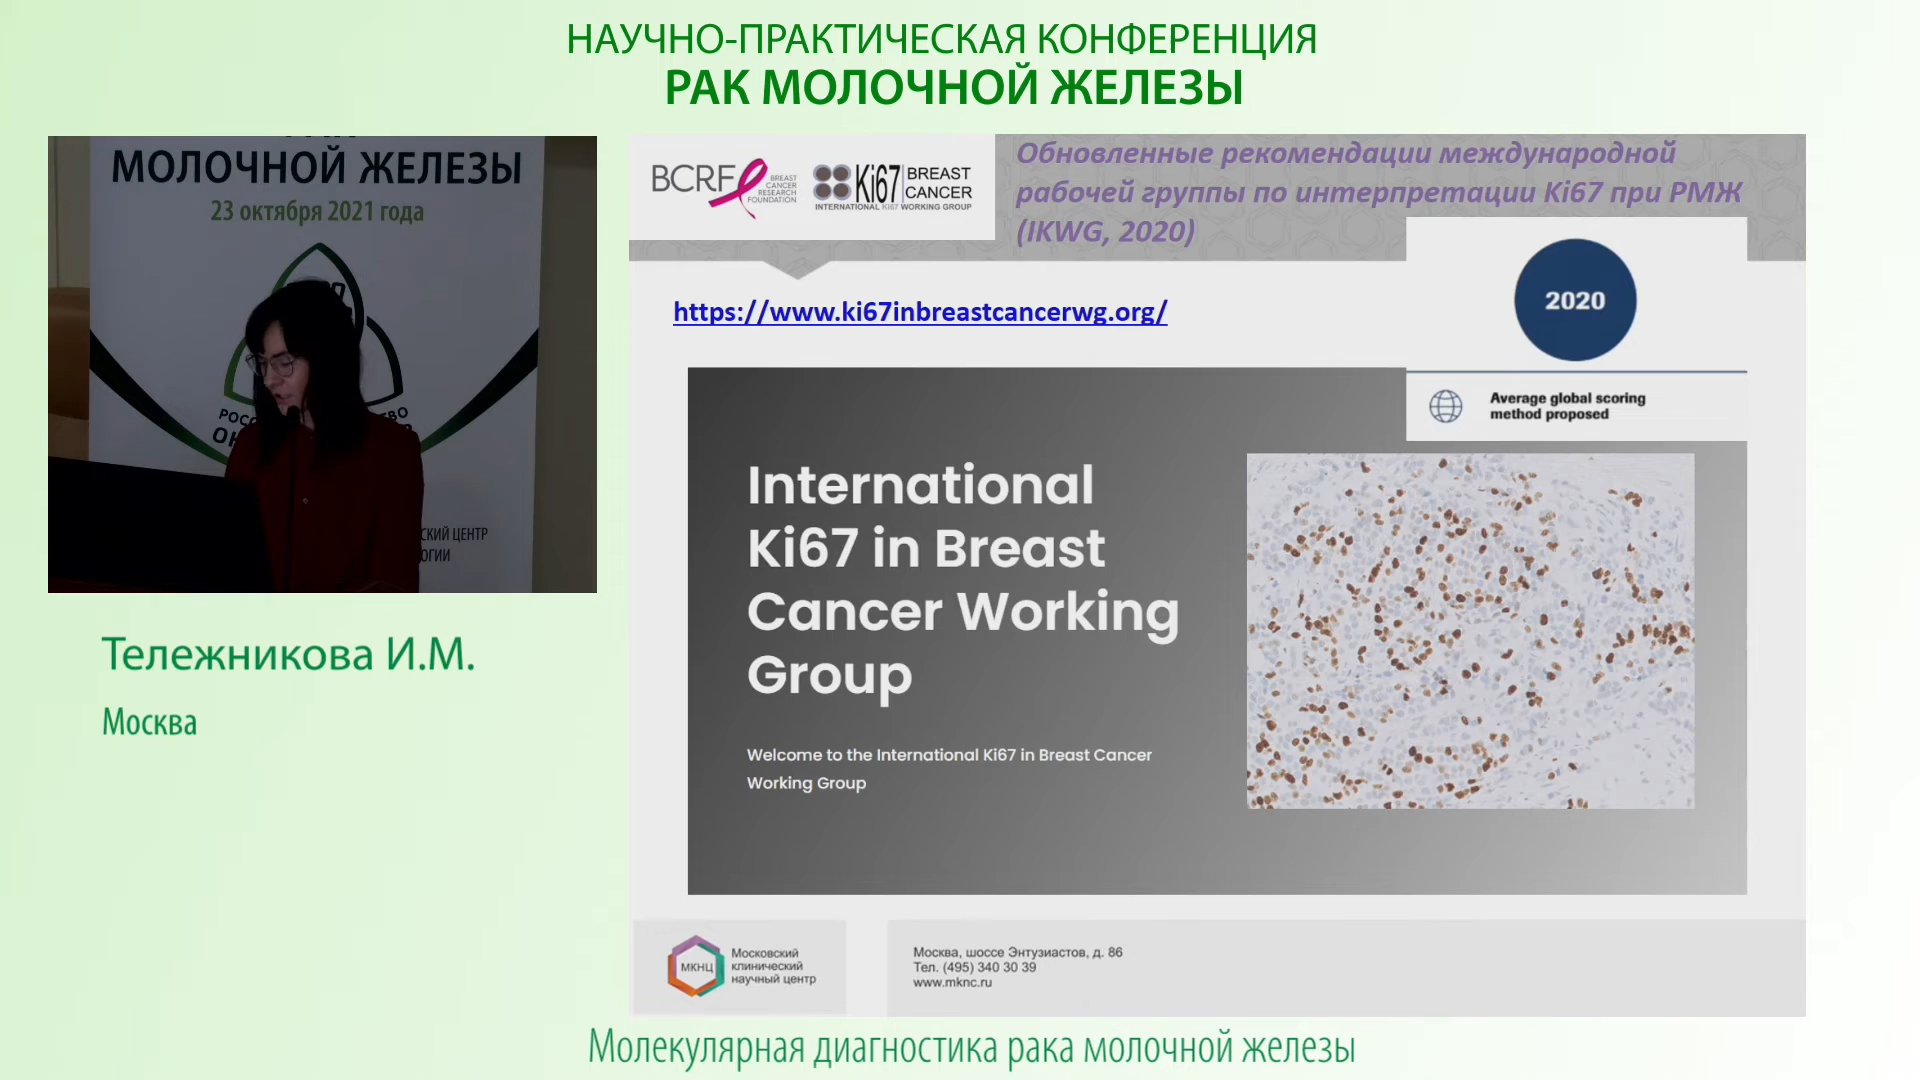 НАУЧНО-ПРАКТИЧЕСКАЯ КОНФЕРЕНЦИЯ
РАК МОЛОЧНОЙ ЖЕЛЕЗЫ
МОЛОЧНОЙ ЖЕЛЕЗЫ
23 октября 2021 года
СКИЙ ЦЕНТР
ОГИИ
Тележникова И.М.
Москва
BCRF
BREAST
CANCER
RESEARCH
FOUNDATION
Ki67
BREAST
CANCER
INTERNATIONAL Ki67 WORKING GROUP
Обновленные рекомендации международной
рабочей группы по интерпретации Ki67 при РМЖ
(IKWG, 2020)
https://www.ki67inbreastcancerwg.org/
2020
Average global scoring
method proposed
International
Ki67 in Breast
Cancer Working
Group
Welcome to the International Ki67 in Breast Cancer
Working Group
МКНЦ
Московский
клинический
научный центр
Москва, шоссе Энтузиастов, д. 86
Тел. (495) 340 30 39
www.mknc.ru
Молекулярная диагностика рака молочной железы